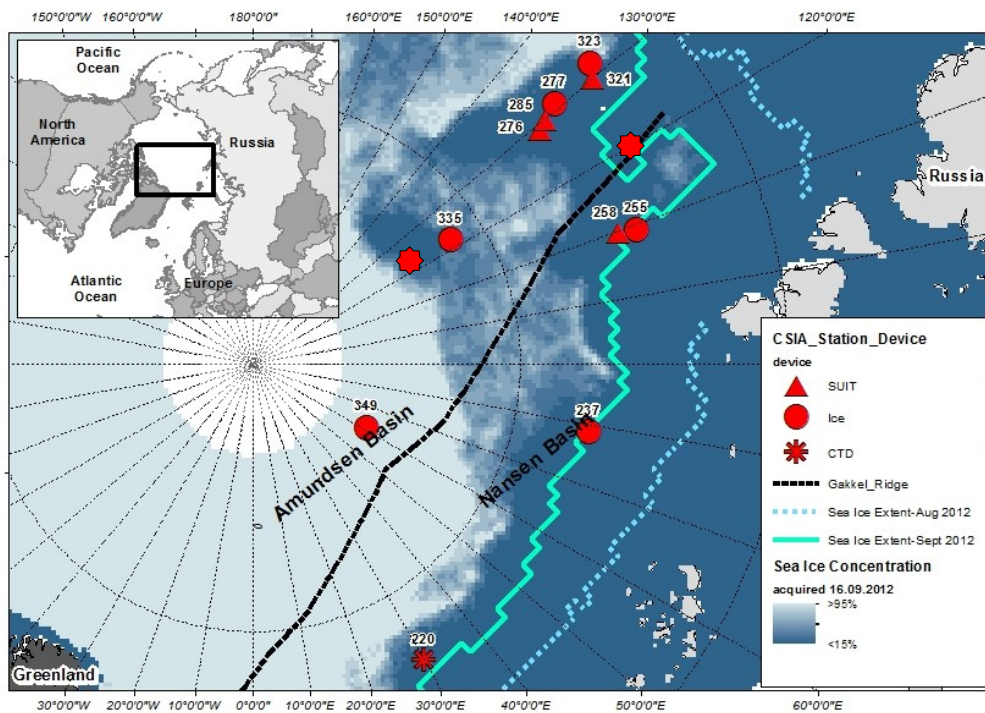 150°0'0"W
170°0'0"W
180°0'0"
160°0'0"E
150°0'0"E
140°0'0"E
130°0'0"E
120°0'0"E
Pacific
Ocean
North
America
Russia
Atlantic
Ocean
Europe
323
277
321
285
276
258
255
335
Russia
349
237
Amundsen Basin
Nansen Basin
220
Greenland
CSIA_Station_Device
device
SUIT
Ice
CTD
Gakkel_Ridge
Sea Ice Extent-Aug 2012
Sea Ice Extent-Sept 2012
Sea Ice Concentration
acquired 16.09.2012
>95%
<15%
30°0'0"W
20°0'0"W
10°0'0"W
0°0'0"
10°0'0"E
20°0'0"E
30°0'0"E
40°0'0"E
50°0'0"E
60°0'0"E